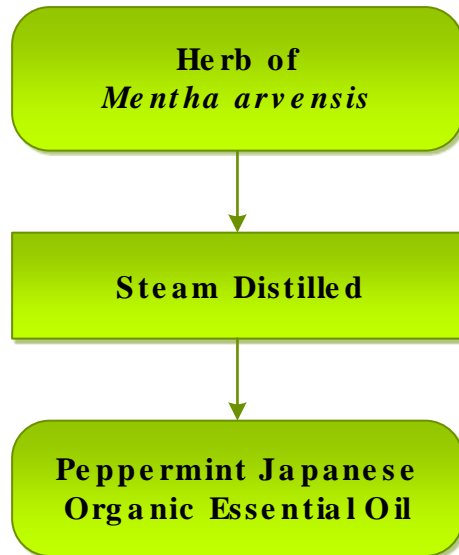 Herb of
Mentha arvensis
Steam Distilled
Peppermint Japanese
Organic Essential Oil